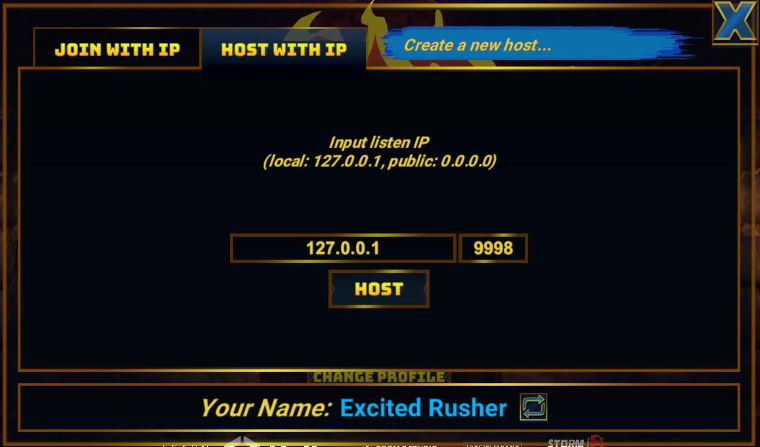 JOIN WITH IP
HOST WITH IP
Create a new host...
Input listen IP
(local: 127.0.0.1, public: 0.0.0.0)
127.0.0.1
9998
HOST
CHANGE PROFILE
Your Name: Excited Rusher
STORM